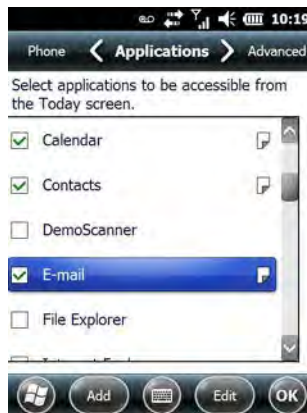 10:19
Phone Applications Advanced
Select applications to be accessible from
the Today screen.
Calendar
Contacts
DemoScanner
E-mail
File Explorer
Add Edit OK